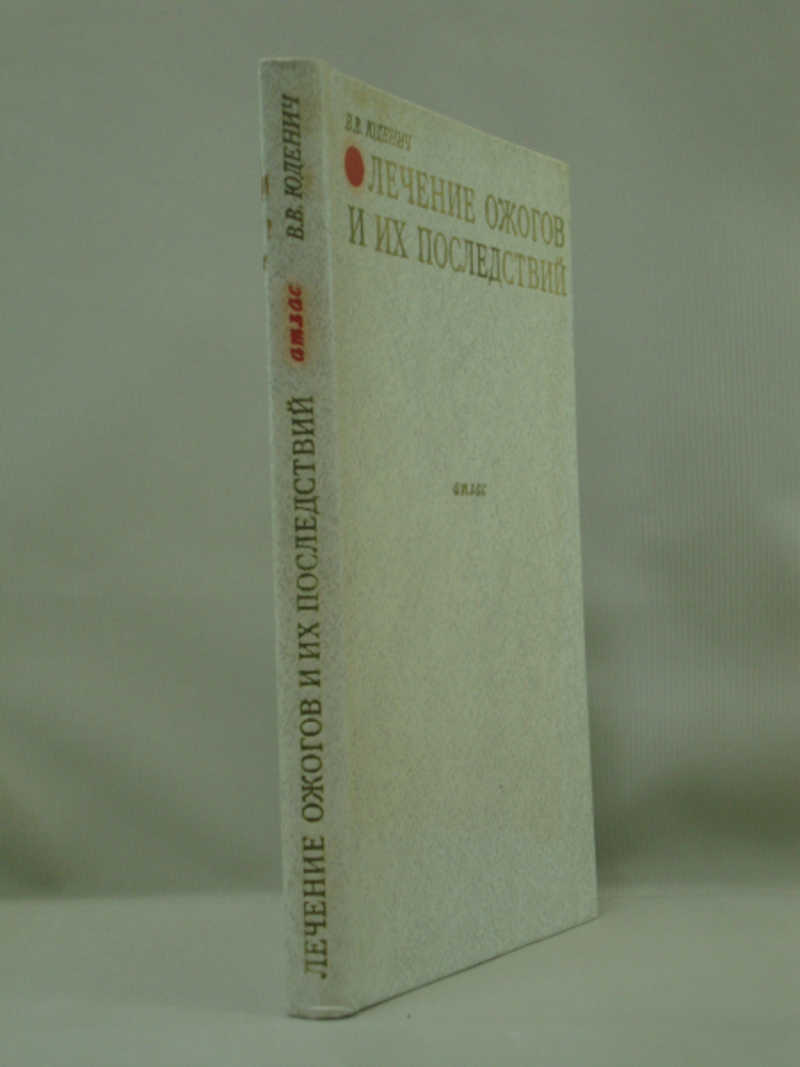 В.В. ЮДЕНИЧ
ЛЕЧЕНИЕ ОЖОГОВ
И ИХ ПОСЛЕДСТВИЙ
атлас
ЛЕЧЕНИЕ ОЖОГОВ И ИХ ПОСЛЕДСТВИЙ атлас В.В. ЮДЕНИЧ